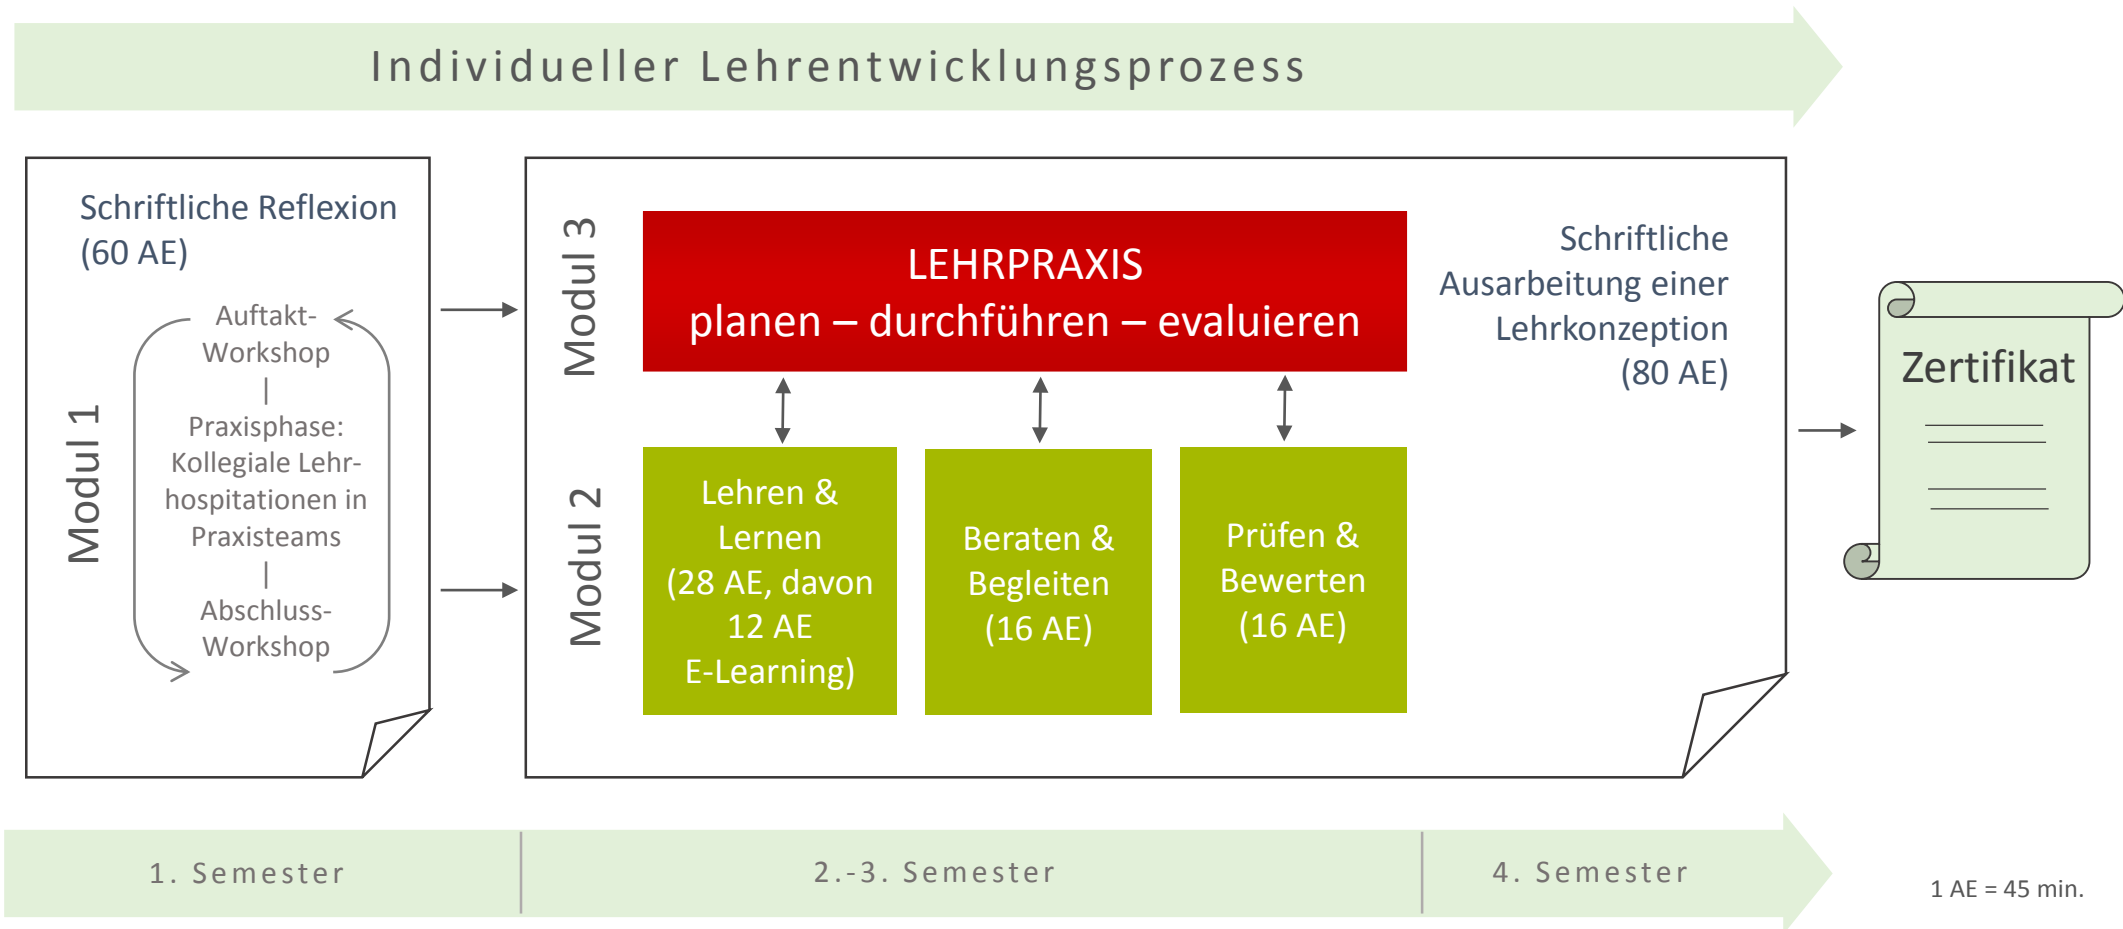 Individueller Lehrentwicklungsprozess
Schriftliche Reflexion
(60 AE)
Modul 1
Auftakt-
Workshop
Praxisphase:
Kollegiale Lehr-
hospitationen in
Praxisteams
Abschluss-
Workshop
Modul 3
LEHRPRAXIS
planen – durchführen – evaluieren
Modul 2
Lehren &
Lernen
(28 AE, davon
12 AE
E-Learning)
Beraten &
Begleiten
(16 AE)
Prüfen &
Bewerten
(16 AE)
Schriftliche
Ausarbeitung einer
Lehrkonzeption
(80 AE)
Zertifikat
1. Semester
2.-3. Semester
4. Semester
1 AE = 45 min.